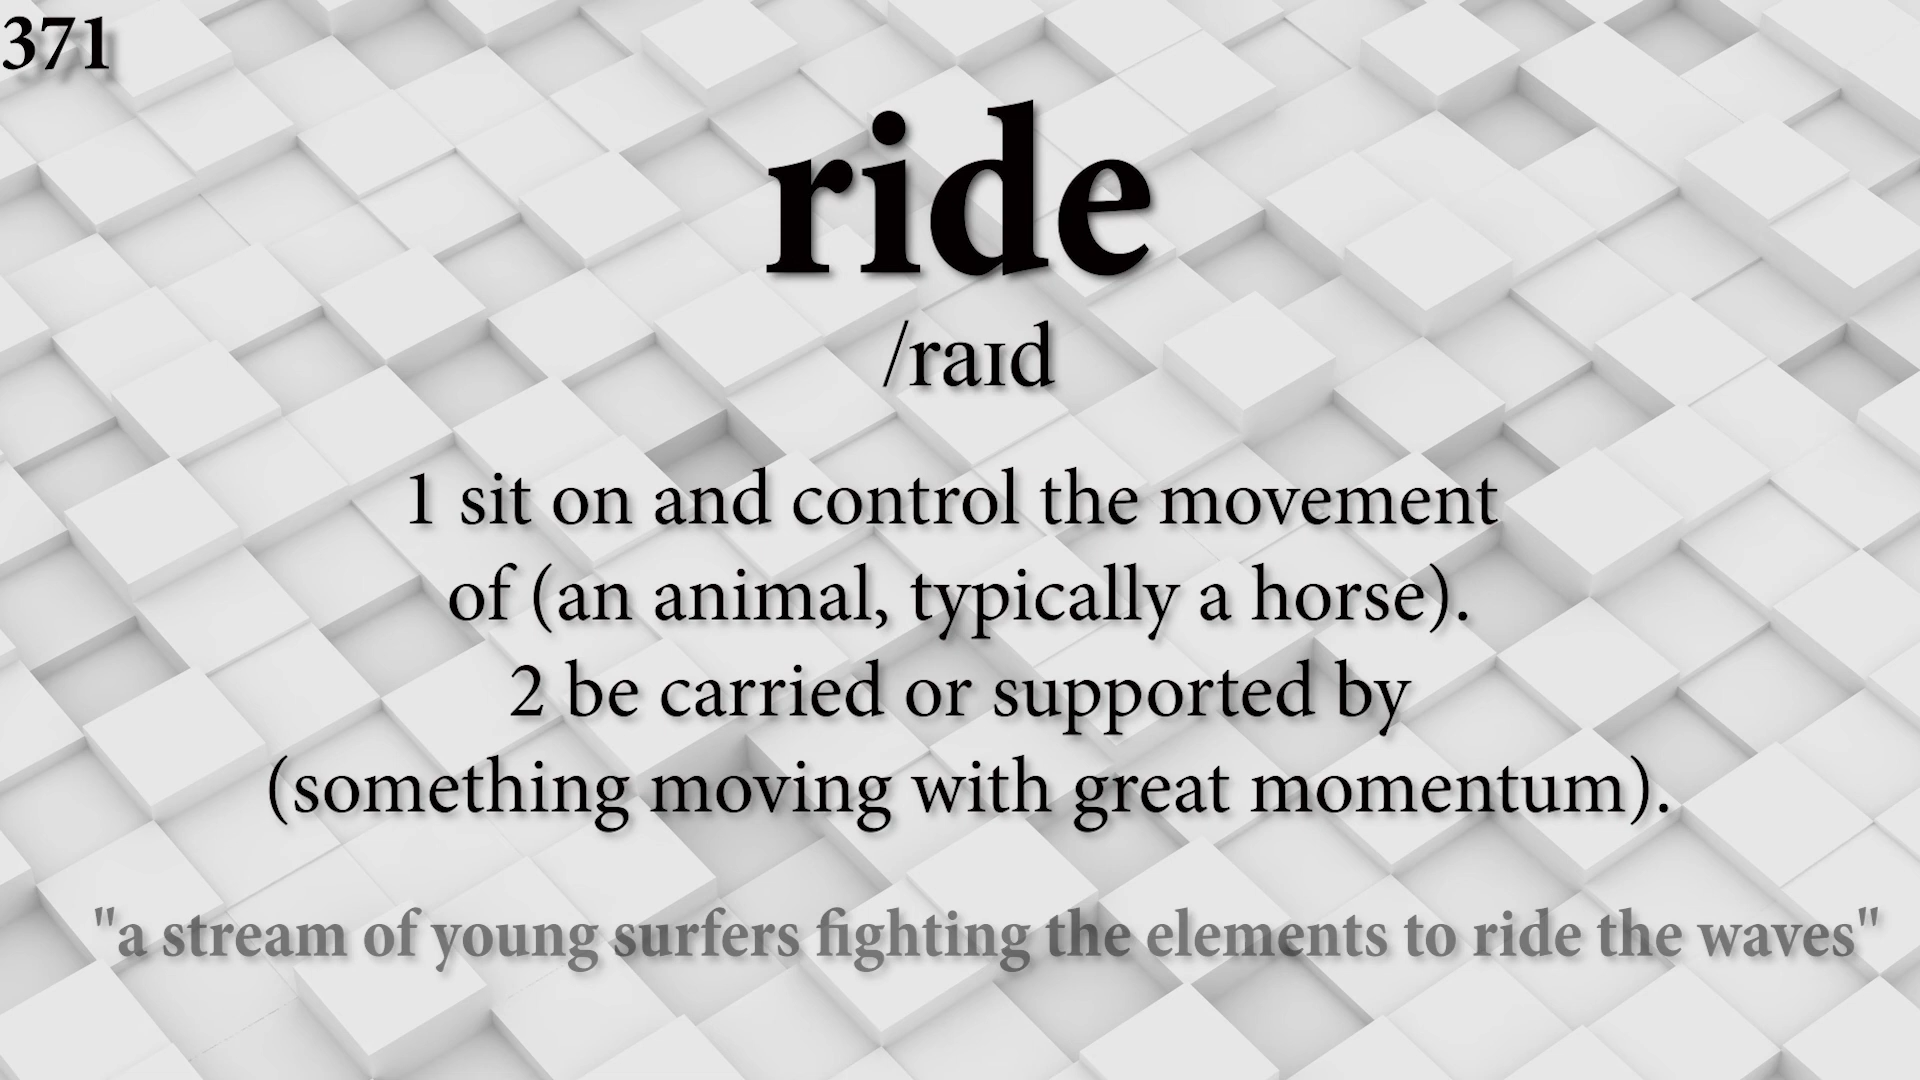 371
ride
/raɪd
1 sit on and control the movement
of (an animal, typically a horse).
2 be carried or supported by
(something moving with great momentum).
"a stream of young surfers fighting the elements to ride the waves"